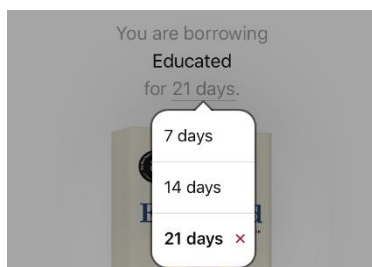 You are borrowing
Educated
for 21 days.
7 days
14 days
21 days ×